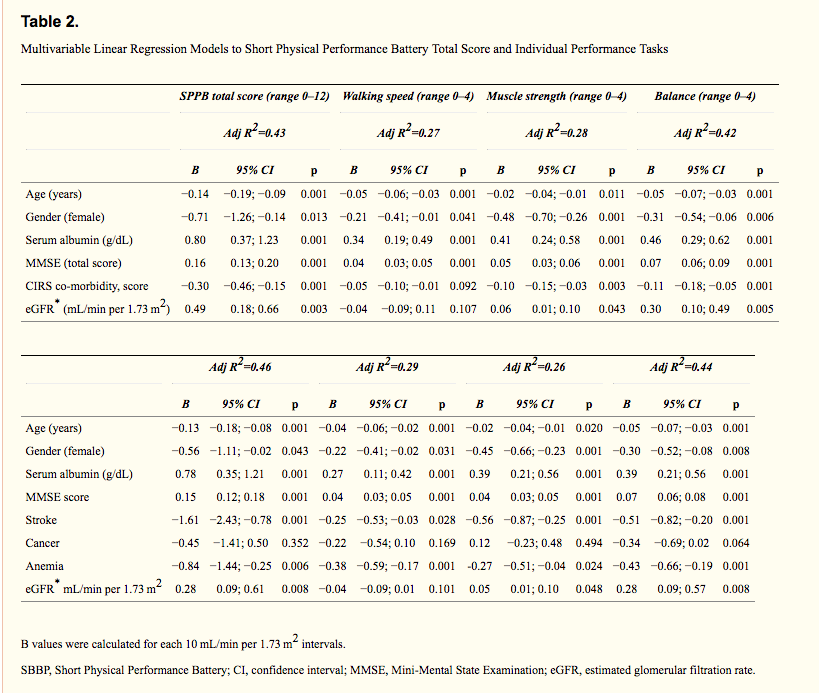 Table 2.
Multivariable Linear Regression Models to Short Physical Performance Battery Total Score and Individual Performance Tasks
SPPB total score (range 0–12) Walking speed (range 0–4) Muscle strength (range 0–4) Balance (range 0–4)
Adj R2=0.43 Adj R2=0.27 Adj R2=0.28 Adj R2=0.42
B 95% CI p B 95% CI p B 95% CI p B 95% CI p
Age (years) −0.14 −0.19; −0.09 0.001 −0.05 −0.06; −0.03 0.001 −0.02 −0.04; −0.01 0.011 −0.05 −0.07; −0.03 0.001
Gender (female) −0.71 −1.26; −0.14 0.013 −0.21 −0.41; −0.01 0.041 −0.48 −0.70; −0.26 0.001 −0.31 −0.54; −0.06 0.006
Serum albumin (g/dL) 0.80 0.37; 1.23 0.001 0.34 0.19; 0.49 0.001 0.41 0.24; 0.58 0.001 0.46 0.29; 0.62 0.001
MMSE (total score) 0.16 0.13; 0.20 0.001 0.04 0.03; 0.05 0.001 0.05 0.03; 0.06 0.001 0.07 0.06; 0.09 0.001
CIRS co-morbidity, score −0.30 −0.46; −0.15 0.001 −0.05 −0.10; −0.01 0.092 −0.10 −0.15; −0.03 0.003 −0.11 −0.18; −0.05 0.001
eGFR* (mL/min per 1.73 m2) 0.49 0.18; 0.66 0.003 −0.04 −0.09; 0.11 0.107 0.06 0.01; 0.10 0.043 0.30 0.10; 0.49 0.005
Adj R2=0.46 Adj R2=0.29 Adj R2=0.26 Adj R2=0.44
B 95% CI p B 95% CI p B 95% CI p B 95% CI p
Age (years) −0.13 −0.18; −0.08 0.001 −0.04 −0.06; −0.02 0.001 −0.02 −0.04; −0.01 0.020 −0.05 −0.07; −0.03 0.001
Gender (female) −0.56 −1.11; −0.02 0.043 −0.22 −0.41; −0.02 0.031 −0.45 −0.66; −0.23 0.001 −0.30 −0.52; −0.08 0.008
Serum albumin (g/dL) 0.78 0.35; 1.21 0.001 0.27 0.11; 0.42 0.001 0.39 0.21; 0.56 0.001 0.39 0.21; 0.56 0.001
MMSE score 0.15 0.12; 0.18 0.001 0.04 0.03; 0.05 0.001 0.04 0.03; 0.05 0.001 0.07 0.06; 0.08 0.001
Stroke −1.61 −2.43; −0.78 0.001 −0.25 −0.53; −0.03 0.028 −0.56 −0.87; −0.25 0.001 −0.51 −0.82; −0.20 0.001
Cancer −0.45 −1.41; 0.50 0.352 −0.22 −0.54; 0.10 0.169 0.12 −0.23; 0.48 0.494 −0.34 −0.69; 0.02 0.064
Anemia −0.84 −1.44; −0.25 0.006 −0.38 −0.59; −0.17 0.001 -0.27 −0.51; −0.04 0.024 −0.43 −0.66; −0.19 0.001
eGFR* mL/min per 1.73 m2 0.28 0.09; 0.61 0.008 −0.04 −0.09; 0.01 0.101 0.05 0.01; 0.10 0.048 0.28 0.09; 0.57 0.008
B values were calculated for each 10 mL/min per 1.73 m2 intervals.
SBBP, Short Physical Performance Battery; CI, confidence interval; MMSE, Mini-Mental State Examination; eGFR, estimated glomerular filtration rate.